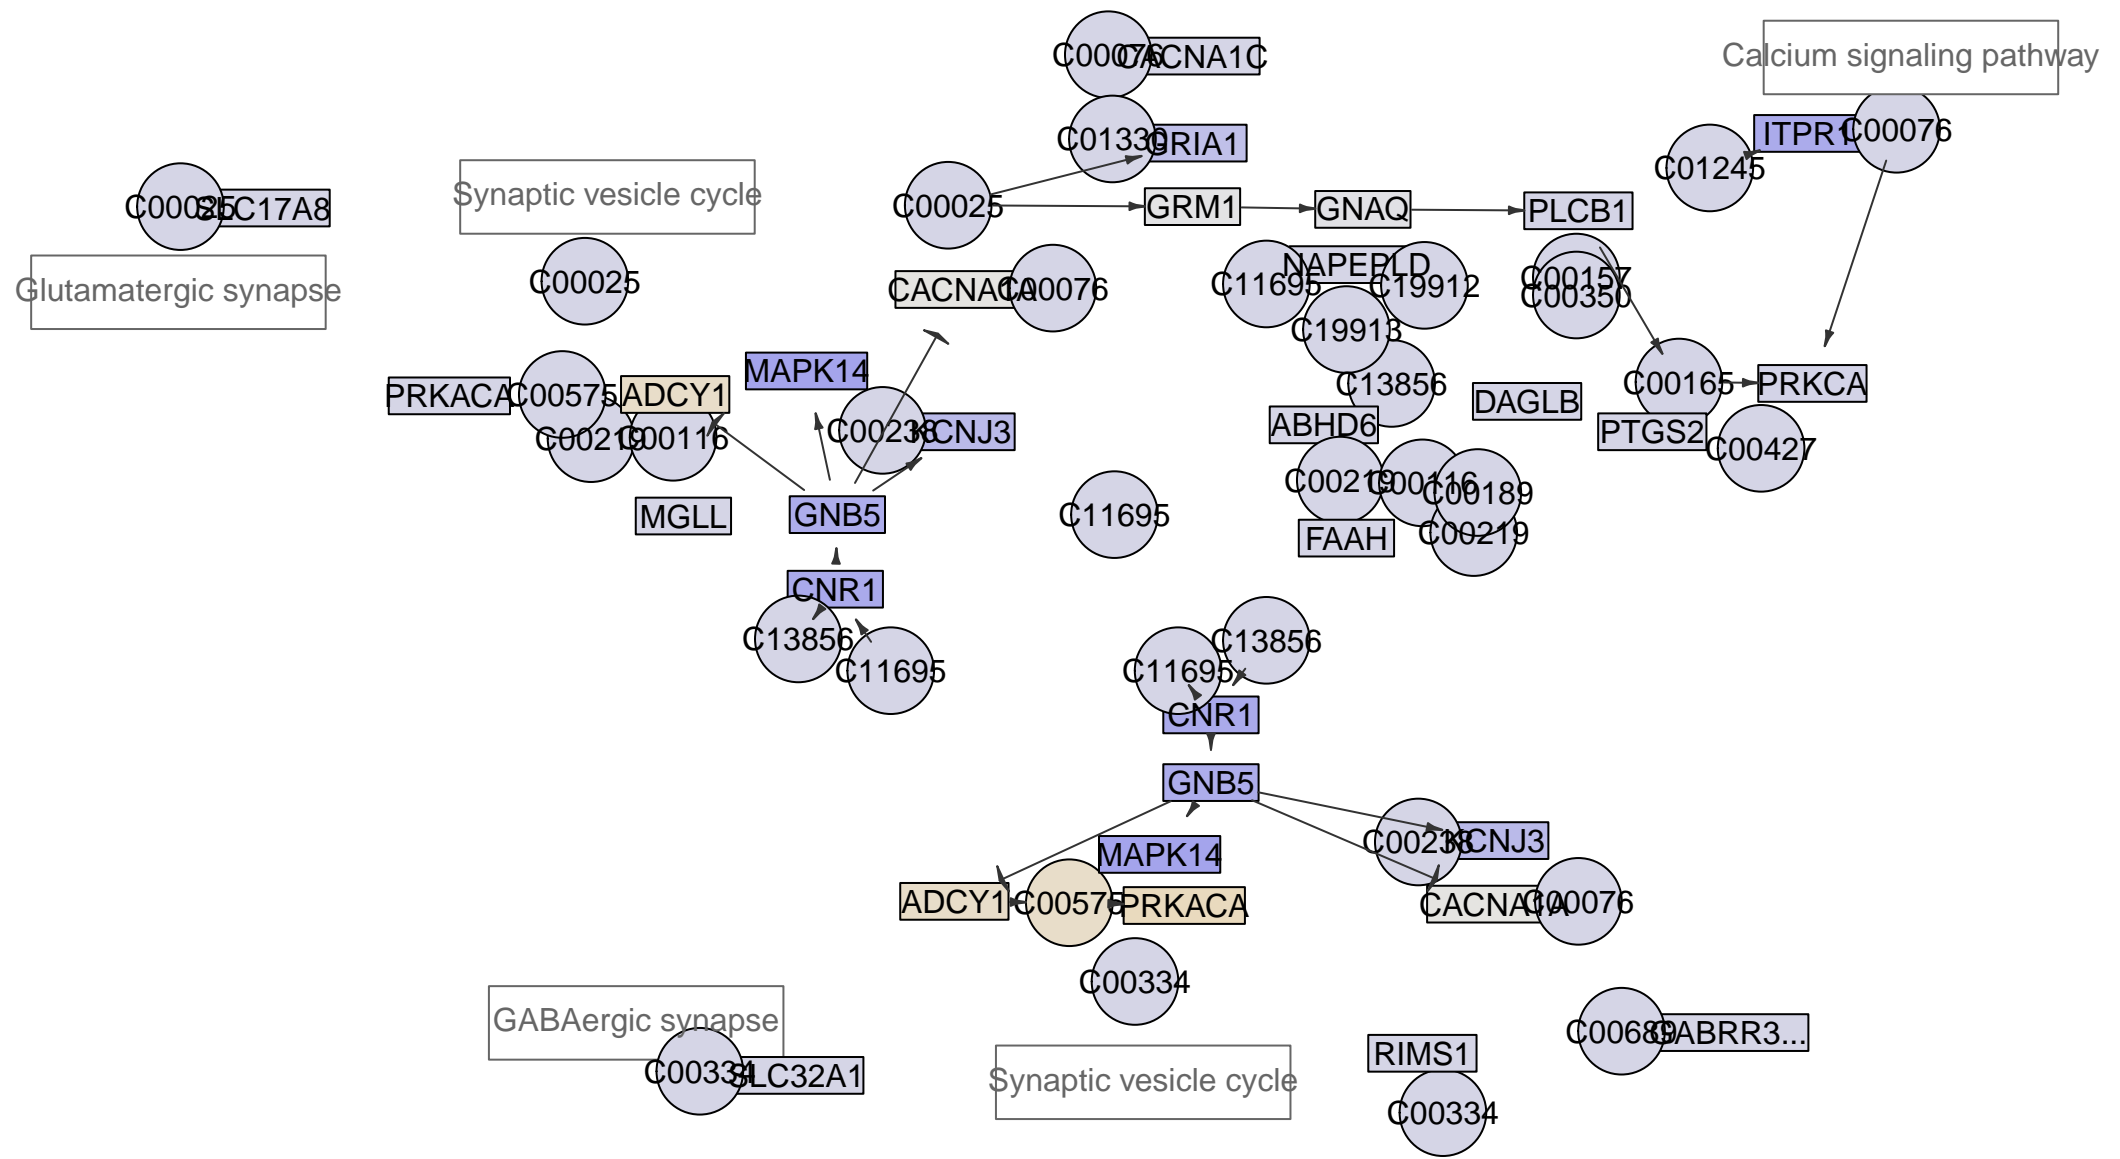 C00076
CACNA1C
Calcium signaling pathway
C01330
GRIA1
ITPR1
C00076
C01245
C00025
SLC17A8
Synaptic vesicle cycle
C00025
GRM1
GNAQ
PLCB1
Glutamatergic synapse
C00025
CACNA1A
C00076
C11695
NAPEPLD
C19912
C00157
C00350
C19913
PRKACA
C00575
ADCY1
MAPK14
C13856
DAGLB
C00165
PRKCA
C00219
C00116
C00238
KCNJ3
ABHD6
PTGS2
C00427
MGLL
GNB5
C11695
C00219
C00116
C00189
FAAH
C00219
CNR1
C13856
C11695
C11695
C13856
CNR1
GNB5
MAPK14
C00238
KCNJ3
ADCY1
C00575
PRKACA
CACNA1A
C00076
C00334
GABAergic synapse
C00334
SLC32A1
Synaptic vesicle cycle
RIMS1
C00334
C00689
GABRR3...